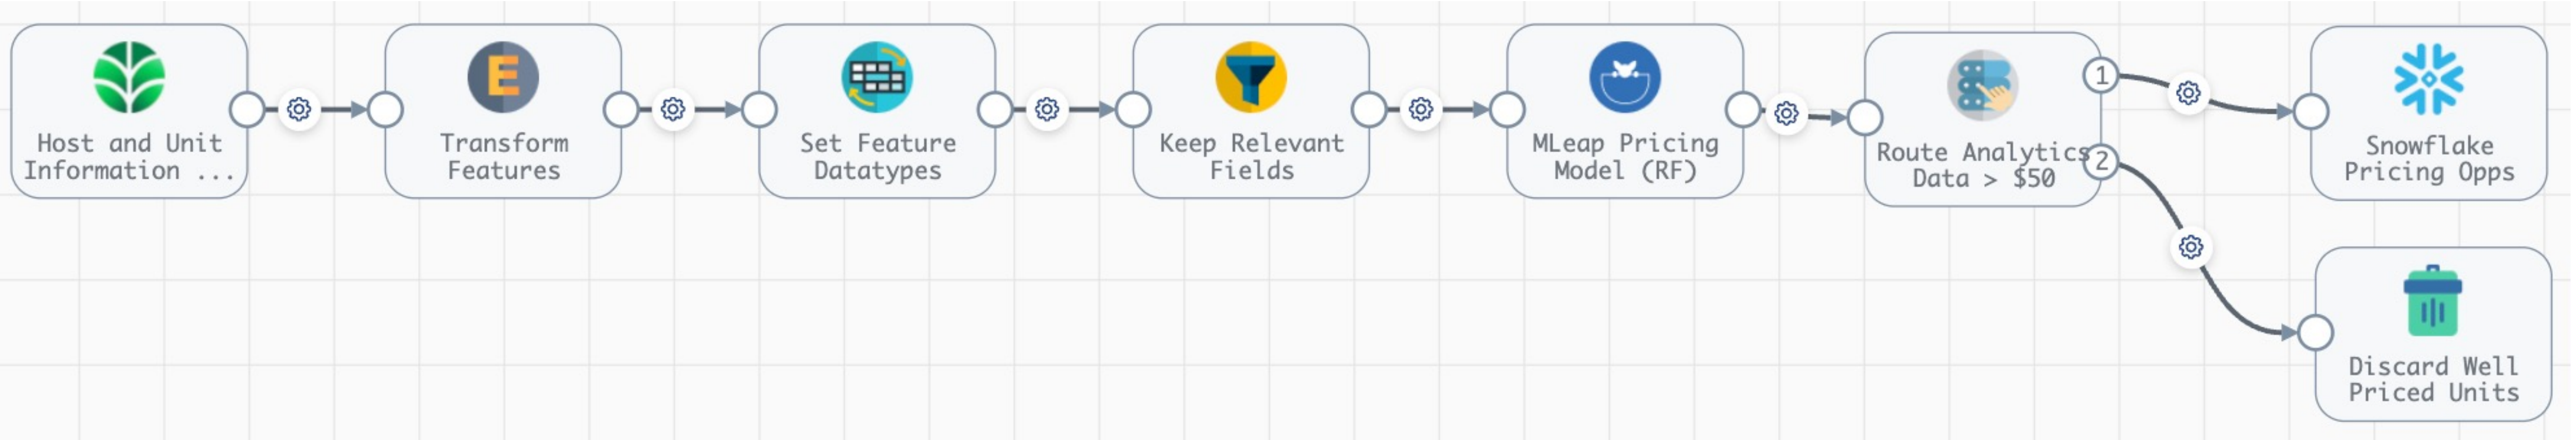 Host and Unit
Information ...
E
Transform
Features
Set Feature
Datatypes
Keep Relevant
Fields
MLeap Pricing
Model (RF)
Route Analytics
Data > $50
1
2
Snowflake
Pricing Opps
Discard Well
Priced Units